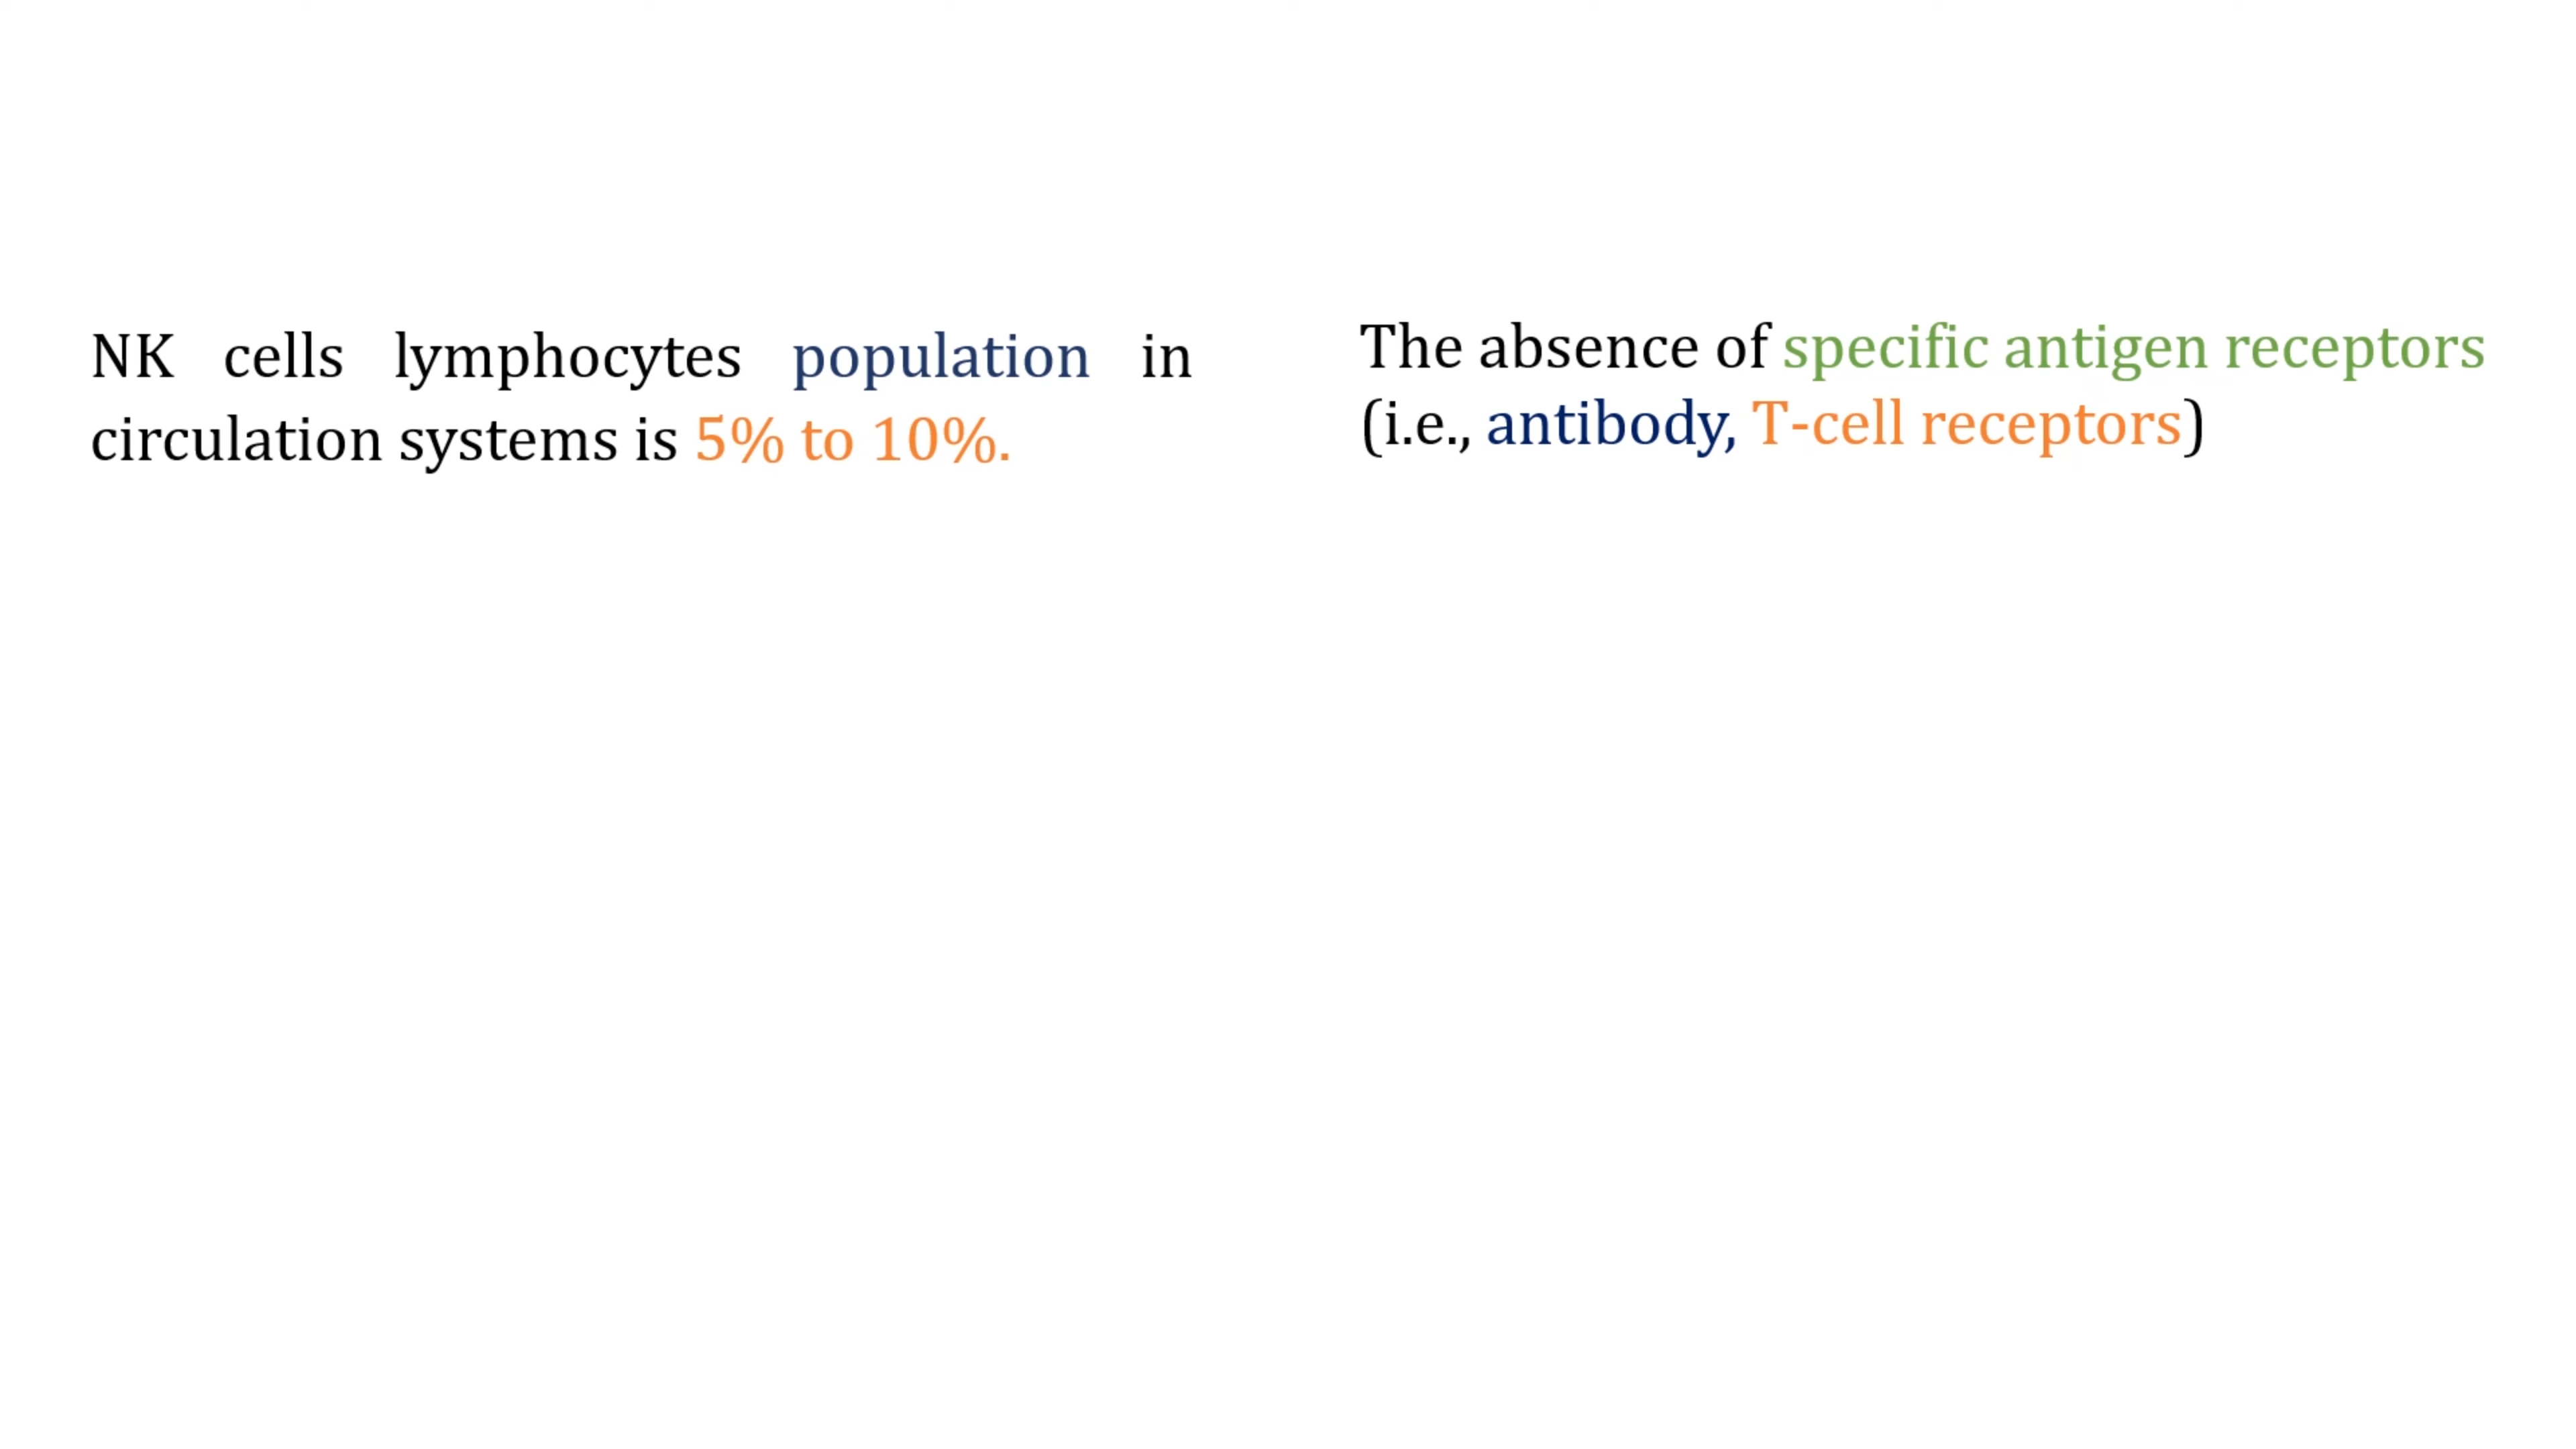 NK cells lymphocytes population in
circulation systems is 5% to 10%.
The absence of specific antigen receptors
(i.e., antibody, T-cell receptors)